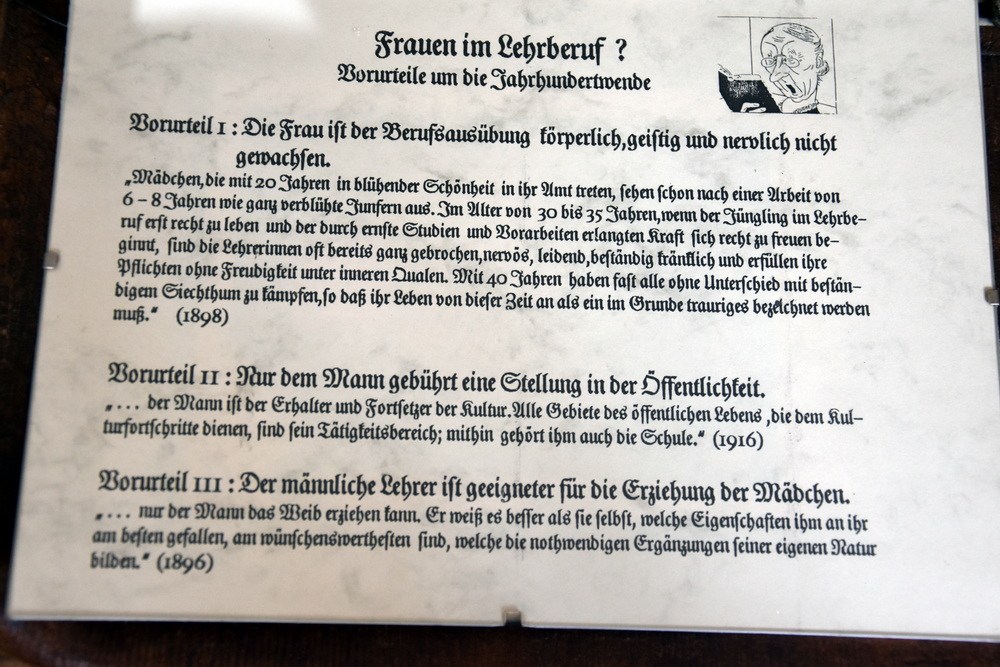 Frauen im Lehrberuf ?
Vorurteile um die Jahrhundertwende
Vorurteil I : Die Frau ist der Berufsausübung körperlich, geistig und nervlich nicht
gewachsen.
„Mädchen, die mit 20 Jahren in blühender Schönheit in ihr Amt treten, sehen schon nach einer Arbeit von
6 – 8 Jahren wie ganz verblühte Junfern aus. Im Alter von 30 bis 35 Jahren, wenn der Jüngling im Lehrbe-
ruf erst recht zu leben und der durch ernste Studien und Vorarbeiten erlangten Kraft sich recht zu freuen be-
ginnt, sind die Lehrerinnen oft bereits ganz gebrochen, nervös, leidend, beständig kränklich und erfüllen ihre
Pflichten ohne Freudigkeit unter inneren Qualen. Mit 40 Jahren haben fast alle ohne Unterschied mit bestän-
digem Siechthum zu kämpfen, so daß ihr Leben von dieser Zeit an als ein im Grunde trauriges bezeichnet werden
muß.“ (1898)
Vorurteil II : Nur dem Mann gebührt eine Stellung in der Öffentlichkeit.
„... der Mann ist der Erhalter und Fortsetzer der Kultur. Alle Gebiete des öffentlichen Lebens, die dem Kul-
turfortschritte dienen, sind sein Tätigkeitsbereich; mithin gehört ihm auch die Schule.“ (1916)
Vorurteil III : Der männliche Lehrer ist geeigneter für die Erziehung der Mädchen.
„... nur der Mann das Weib erziehen kann. Er weiß es besser als sie selbst, welche Eigenschaften ihm an ihr
am besten gefallen, am wünschenswerthesten sind, welche die nothwendigen Ergänzungen seiner eigenen Natur
bilden.“ (1896)